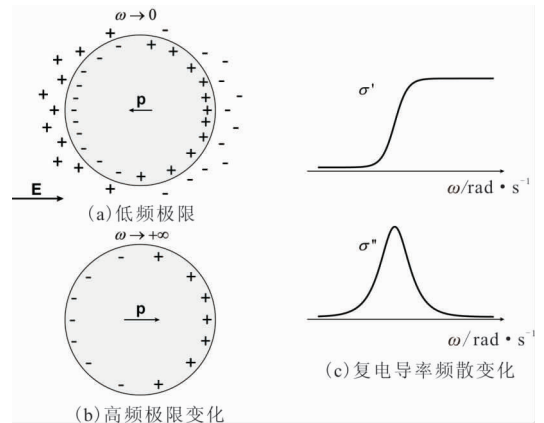 ω→0
p
E
(a)低频极限
ω→+∞
p
(b)高频极限变化
σ'
ω/rad·s⁻¹
σ"
ω/rad·s⁻¹
(c)复电导率频散变化